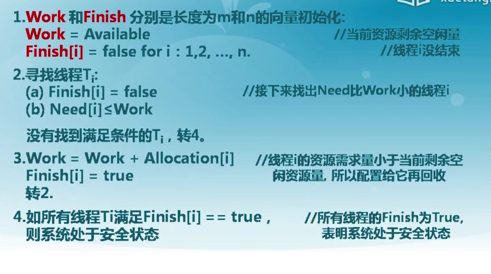 1.Work 和Finish 分别是长度为m和n的向量初始化:
Work = Available //当前资源剩余空闲量
Finish[i] = false for i : 1,2, ..., n. //线程i没结束
2.寻找线程Ti:
(a) Finish[i] = false //接下来找出Need比Work小的线程i
(b) Need[i]≤Work
没有找到满足条件的Ti，转4。
3.Work = Work + Allocation[i] //线程i的资源需求量小于当前剩余空
Finish[i] = true 闲资源量, 所以配置给它再回收
转2.
4.如所有线程Ti满足Finish[i] == true， //所有线程的Finish为True,
则系统处于安全状态 表明系统处于安全状态